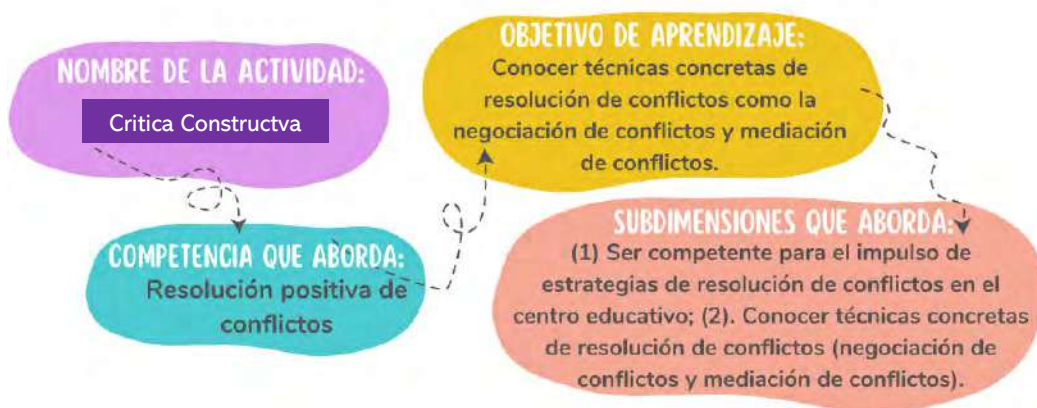 NOMBRE DE LA ACTIVIDAD:
Critica Constructva
COMPETENCIA QUE ABORDA:
Resolución positiva de
conflictos
OBJETIVO DE APRENDIZAJE:
Conocer técnicas concretas de
resolución de conflictos como la
negociación de conflictos y mediación
de conflictos.
SUBDIMENSIONES QUE ABORDA:
(1) Ser competente para el impulso de
estrategias de resolución de conflictos en el
centro educativo; (2). Conocer técnicas concretas
de resolución de conflictos (negociación de
conflictos y mediación de conflictos).